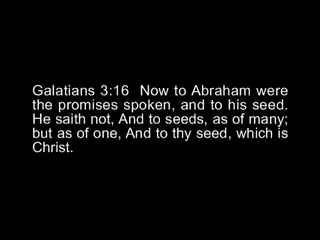 Galatians 3:16  Now to Abraham were
the promises spoken, and to his seed.
He saith not, And to seeds, as of many;
but as of one, And to thy seed, which is
Christ.